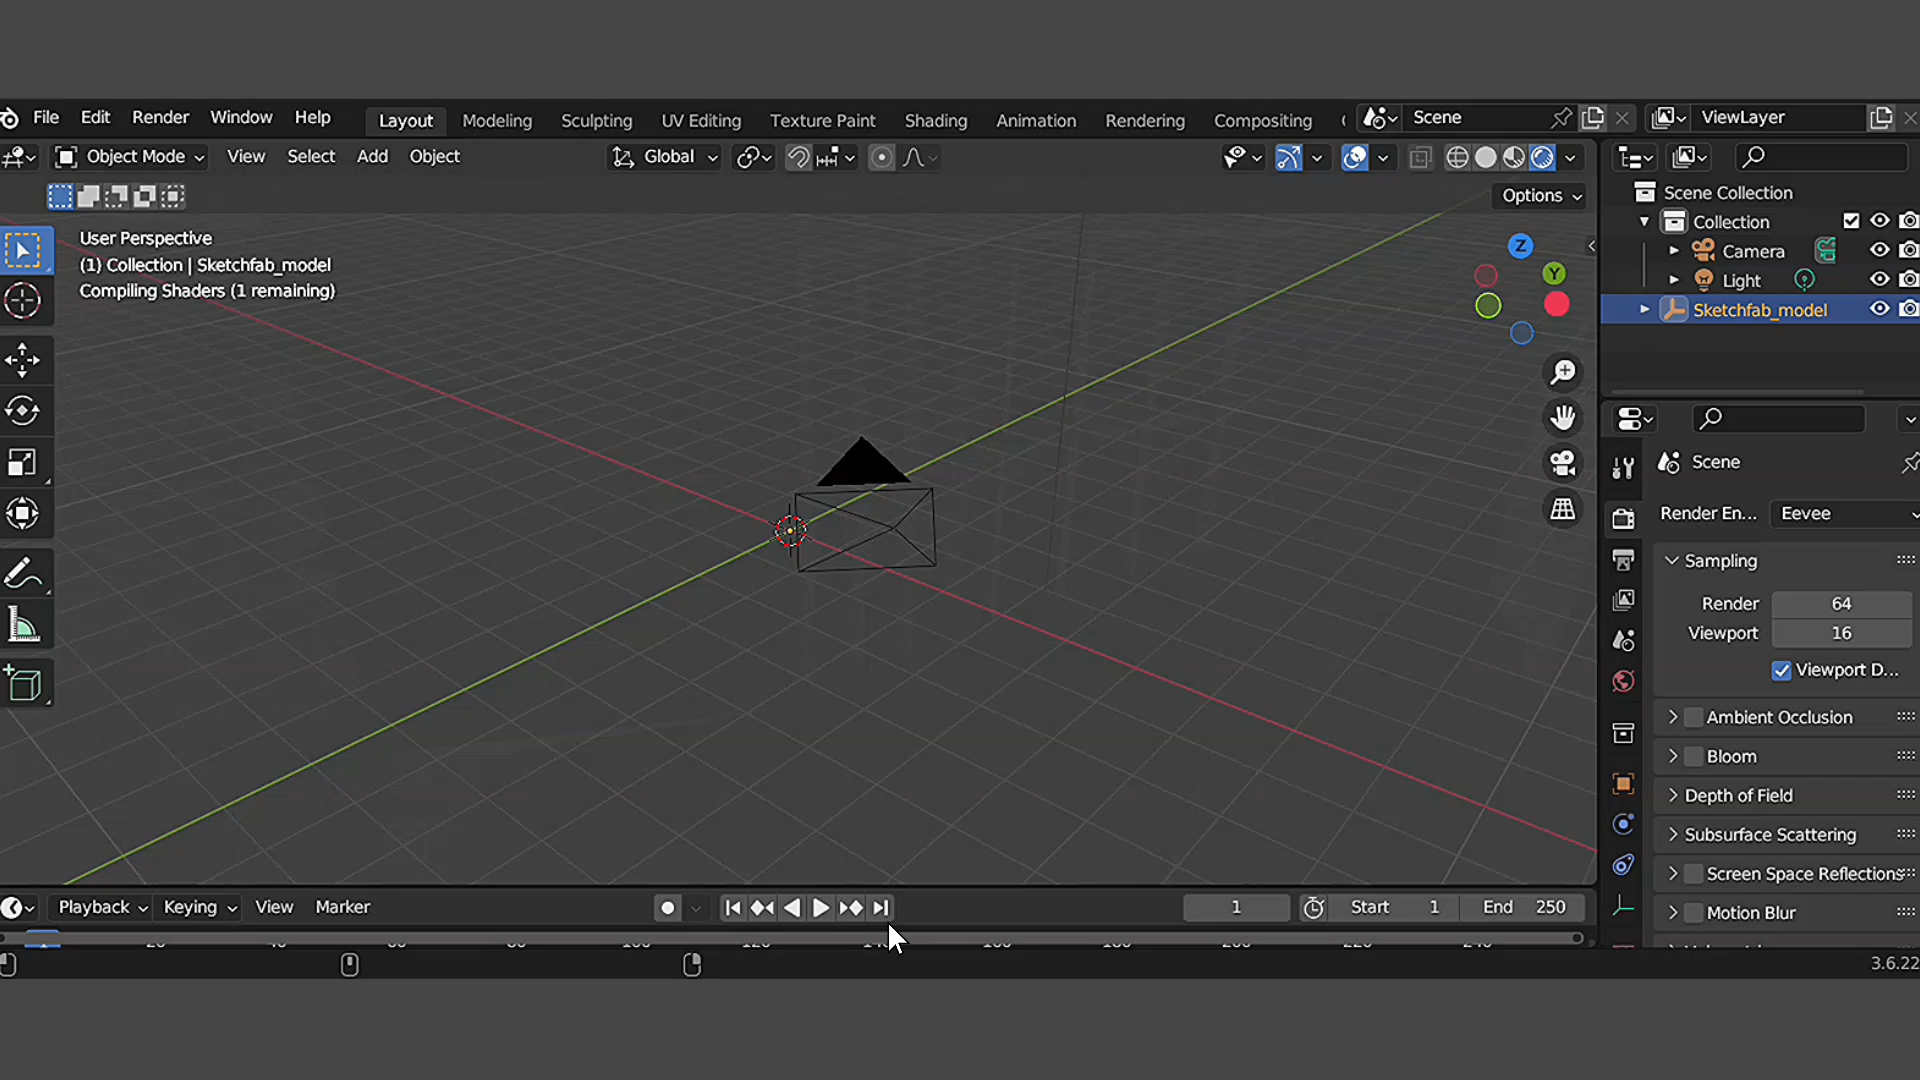 File Edit Render Window Help Layout Modeling Sculpting UV Editing Texture Paint Shading Animation Rendering Compositing Scene ViewLayer
Object Mode View Select Add Object Global
Options
User Perspective
(1) Collection | Sketchfab_model
Compiling Shaders (1 remaining)
Z
Y
Scene Collection
Collection
Camera
Light
Sketchfab_model
Scene
Render En... Eevee
Sampling
Render 64
Viewport 16
Viewport D...
Ambient Occlusion
Bloom
Depth of Field
Subsurface Scattering
Screen Space Reflections
Motion Blur
Playback Keying View Marker 1 Start 1 End 250
3.6.22